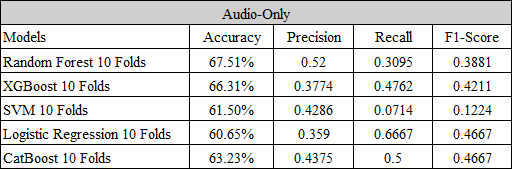 Audio-Only
Models Accuracy Precision Recall F1-Score
Random Forest 10 Folds 67.51% 0.52 0.3095 0.3881
XGBoost 10 Folds 66.31% 0.3774 0.4762 0.4211
SVM 10 Folds 61.50% 0.4286 0.0714 0.1224
Logistic Regression 10 Folds 60.65% 0.359 0.6667 0.4667
CatBoost 10 Folds 63.23% 0.4375 0.5 0.4667